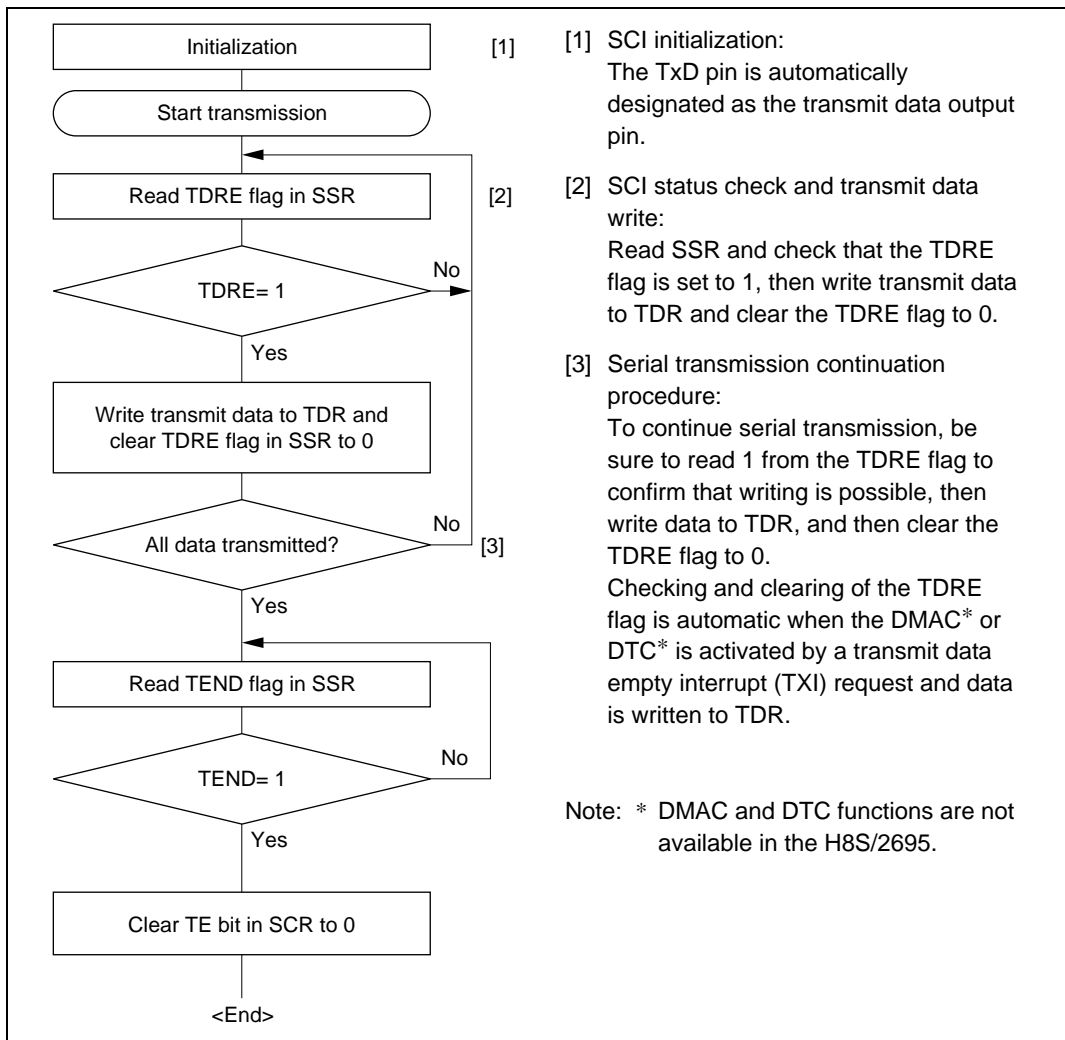 Initialization
[1]
Start transmission
Read TDRE flag in SSR
[2]
TDRE= 1
No
Yes
Write transmit data to TDR and
clear TDRE flag in SSR to 0
All data transmitted?
No
[3]
Yes
Read TEND flag in SSR
TEND= 1
No
Yes
Clear TE bit in SCR to 0
<End>
[1] SCI initialization:
The TxD pin is automatically
designated as the transmit data output
pin.
[2] SCI status check and transmit data
write:
Read SSR and check that the TDRE
flag is set to 1, then write transmit data
to TDR and clear the TDRE flag to 0.
[3] Serial transmission continuation
procedure:
To continue serial transmission, be
sure to read 1 from the TDRE flag to
confirm that writing is possible, then
write data to TDR, and then clear the
TDRE flag to 0.
Checking and clearing of the TDRE
flag is automatic when the DMAC* or
DTC* is activated by a transmit data
empty interrupt (TXI) request and data
is written to TDR.
Note: * DMAC and DTC functions are not
available in the H8S/2695.